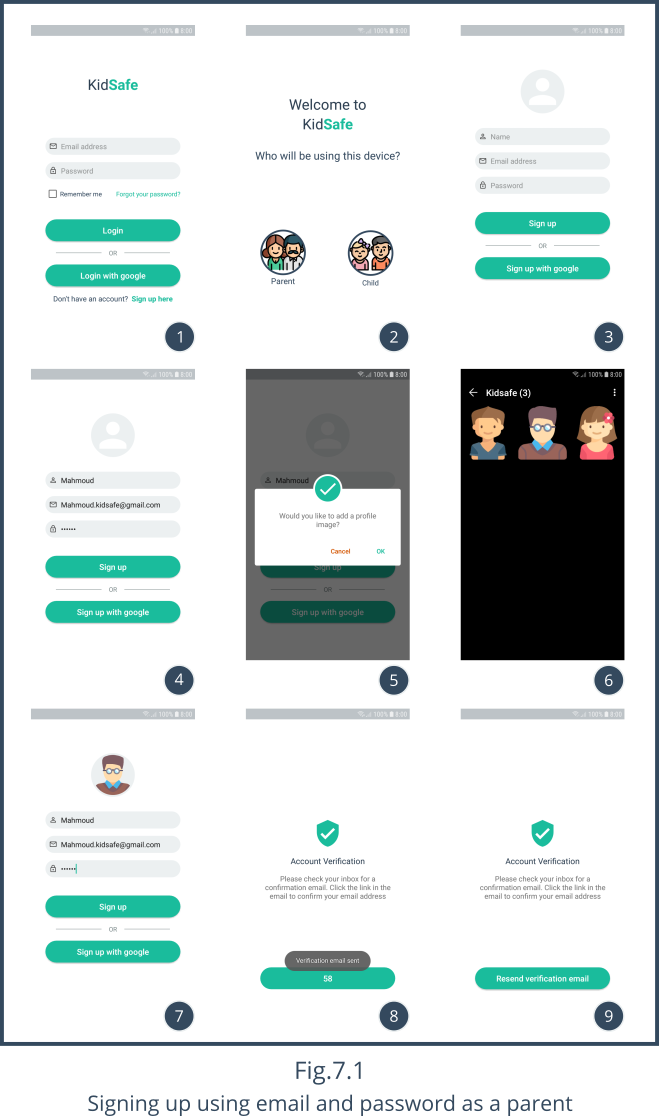 100% 8:00
KidSafe
Email address
Password
Remember me Forgot your password?
Login
OR
Login with google
Don't have an account? Sign up here
1
100% 8:00
Welcome to
KidSafe
Who will be using this device?
Parent
Child
2
100% 8:00
Name
Email address
Password
Sign up
OR
Sign up with google
3
100% 8:00
Mahmoud
Mahmoud.kidsafe@gmail.com
••••••
Sign up
OR
Sign up with google
4
100% 8:00
Mahmoud
Would you like to add a profile
image?
Cancel OK
Sign up
OR
Sign up with google
5
100% 8:00
Kidsafe (3)
6
100% 8:00
Mahmoud
Mahmoud.kidsafe@gmail.com
••••••
Sign up
OR
Sign up with google
7
100% 8:00
Account Verification
Please check your inbox for a
confirmation email. Click the link in the
email to confirm your email address
Verification email sent
58
8
100% 8:00
Account Verification
Please check your inbox for a
confirmation email. Click the link in the
email to confirm your email address
Resend verification email
9
Fig.7.1
Signing up using email and password as a parent